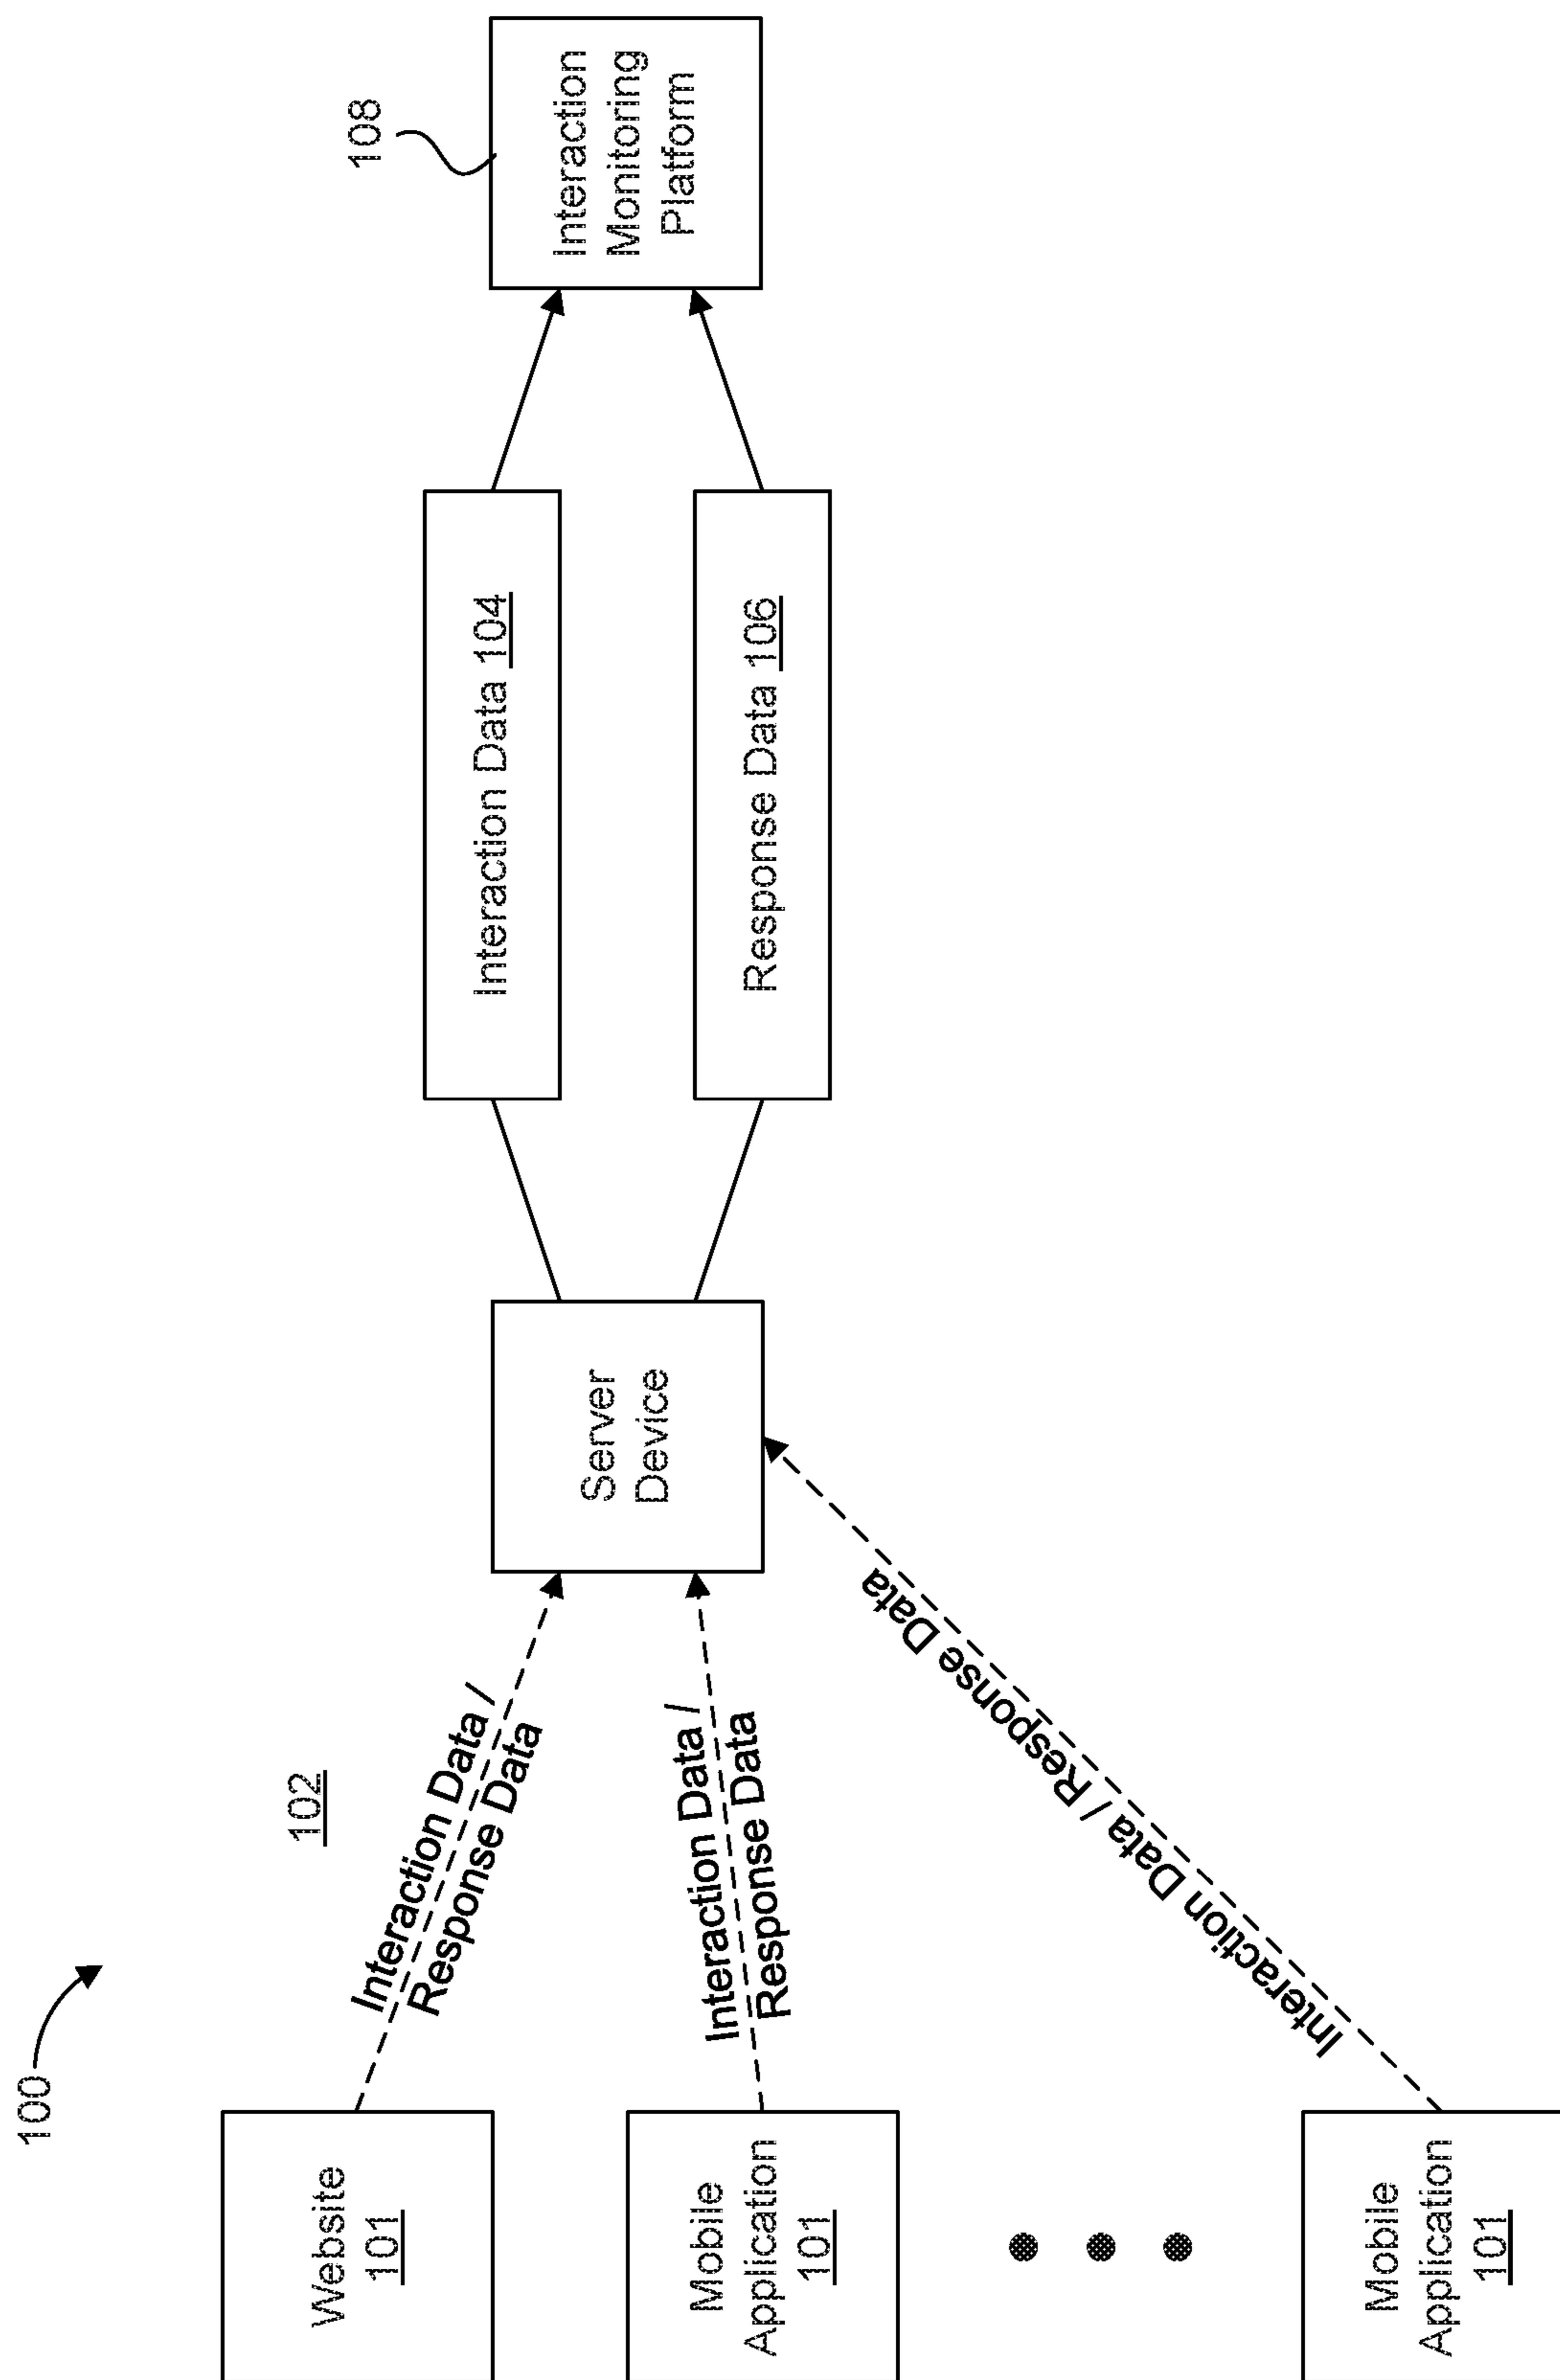 100
Website
101
Mobile
Application
101
Mobile
Application
101
102
Interaction Data /
Response Data
Interaction Data /
Response Data
Interaction Data / Response Data
Server
Device
Interaction Data 104
Response Data 106
108
Interaction
Monitoring
Platform